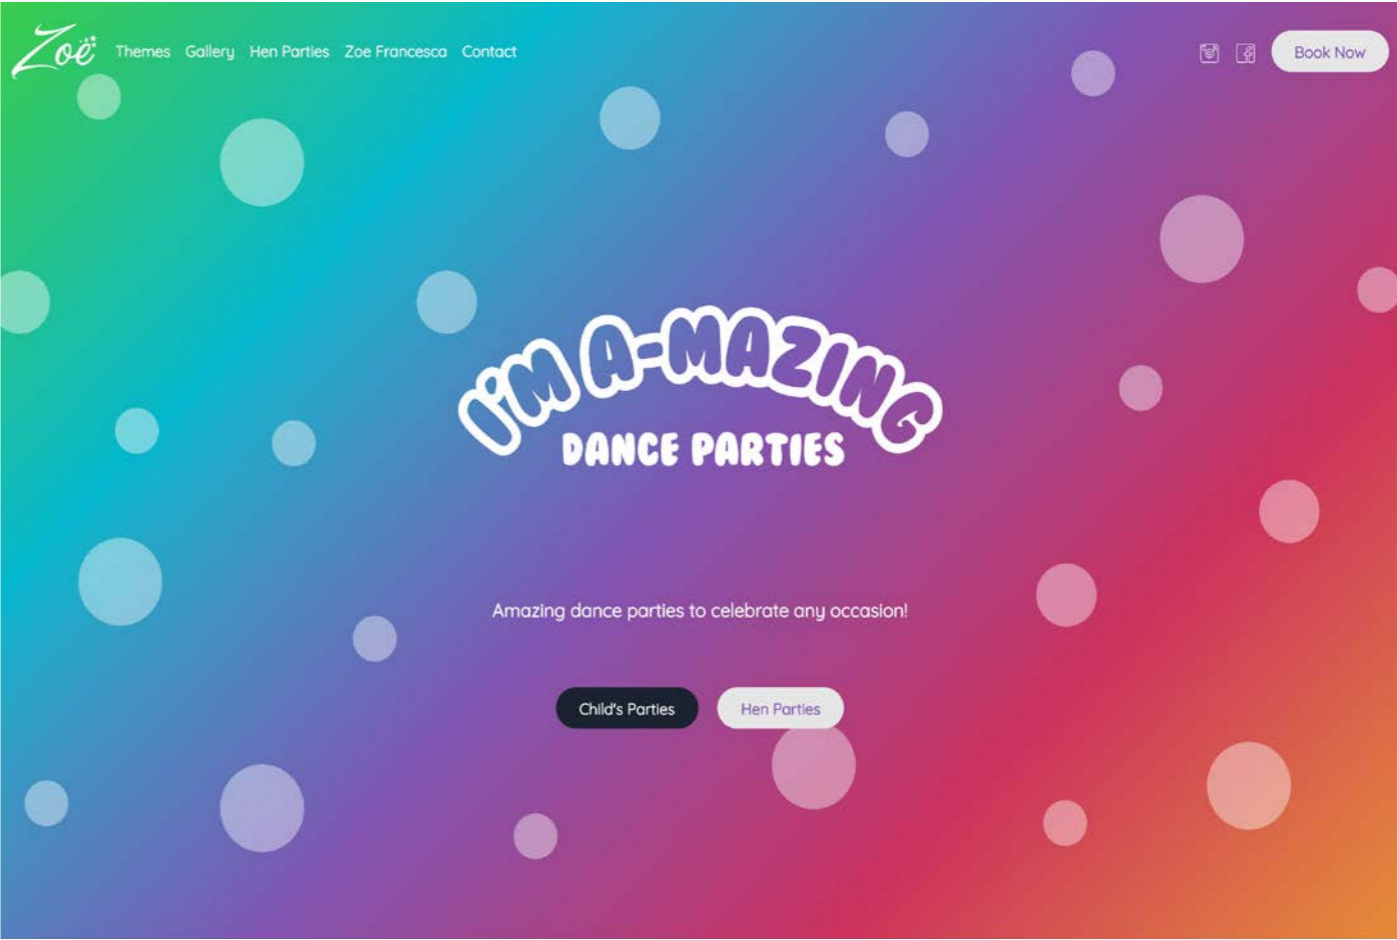 Zoë Themes Gallery Hen Parties Zoe Francesca Contact Book Now
I'M A-MAZING
DANCE PARTIES
Amazing dance parties to celebrate any occasion!
Child's Parties Hen Parties